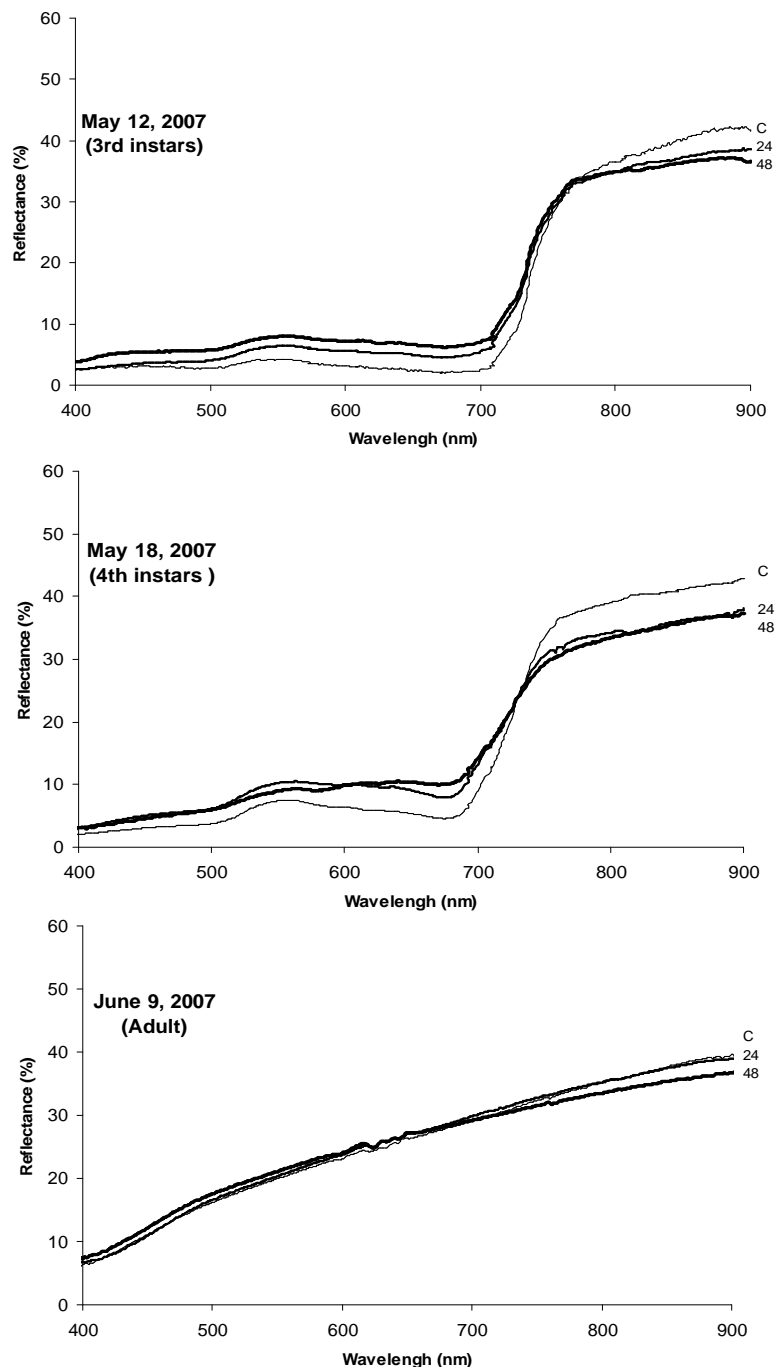 60
50
40
30
20
10
0
Reflectance (%)
May 12, 2007
(3rd instars)
C
24
48
400 500 600 700 800 900
Wavelengh (nm)
60
50
40
30
20
10
0
Reflectance (%)
May 18, 2007
(4th instars )
C
24
48
400 500 600 700 800 900
Wavelengh (nm)
60
50
40
30
20
10
0
Reflectance (%)
June 9, 2007
(Adult)
C
24
48
400 500 600 700 800 900
Wavelengh (nm)